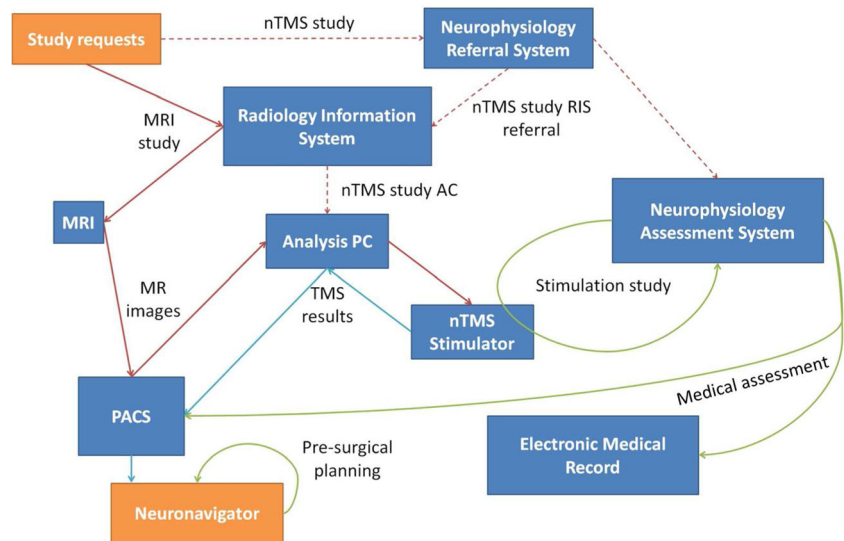 nTMS study
Study requests
Neurophysiology
Referral System
MRI
study
Radiology Information
System
nTMS study RIS
referral
nTMS study AC
MRI
Analysis PC
Neurophysiology
Assessment System
MR
images
TMS
results
Stimulation study
nTMS
Stimulator
PACS
Medical assessment
Pre-surgical
planning
Electronic Medical
Record
Neuronavigator